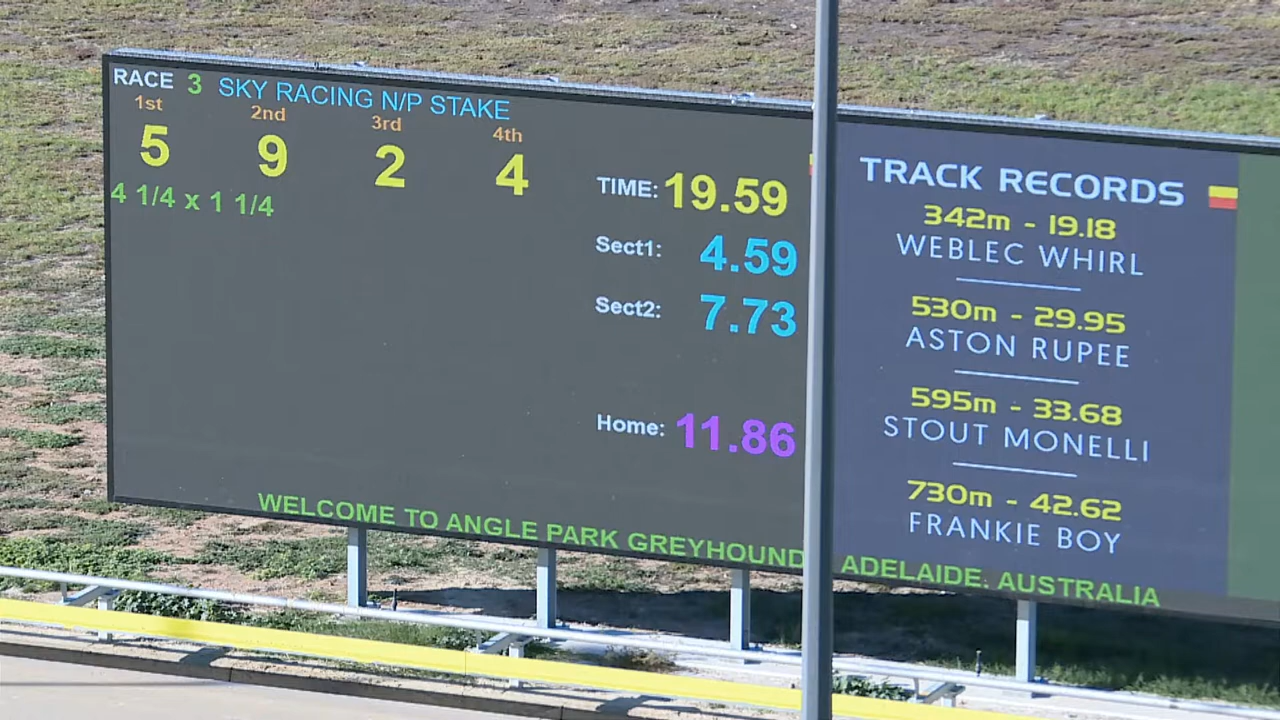 RACE 3 SKY RACING N/P STAKE
1st 2nd 3rd 4th
5 9 2 4
4 1/4 x 1 1/4
TIME: 19.59
Sect1: 4.59
Sect2: 7.73
Home: 11.86
TRACK RECORDS
342m - 19.18
WEBLEC WHIRL
530m - 29.95
ASTON RUPEE
595m - 33.68
STOUT MONELLI
730m - 42.62
FRANKIE BOY
WELCOME TO ANGLE PARK GREYHOUND ADELAIDE. AUSTRALIA